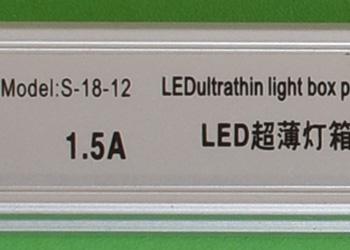 Model:S-18-12 LEDultrathin light box p
1.5A LED超薄灯箱